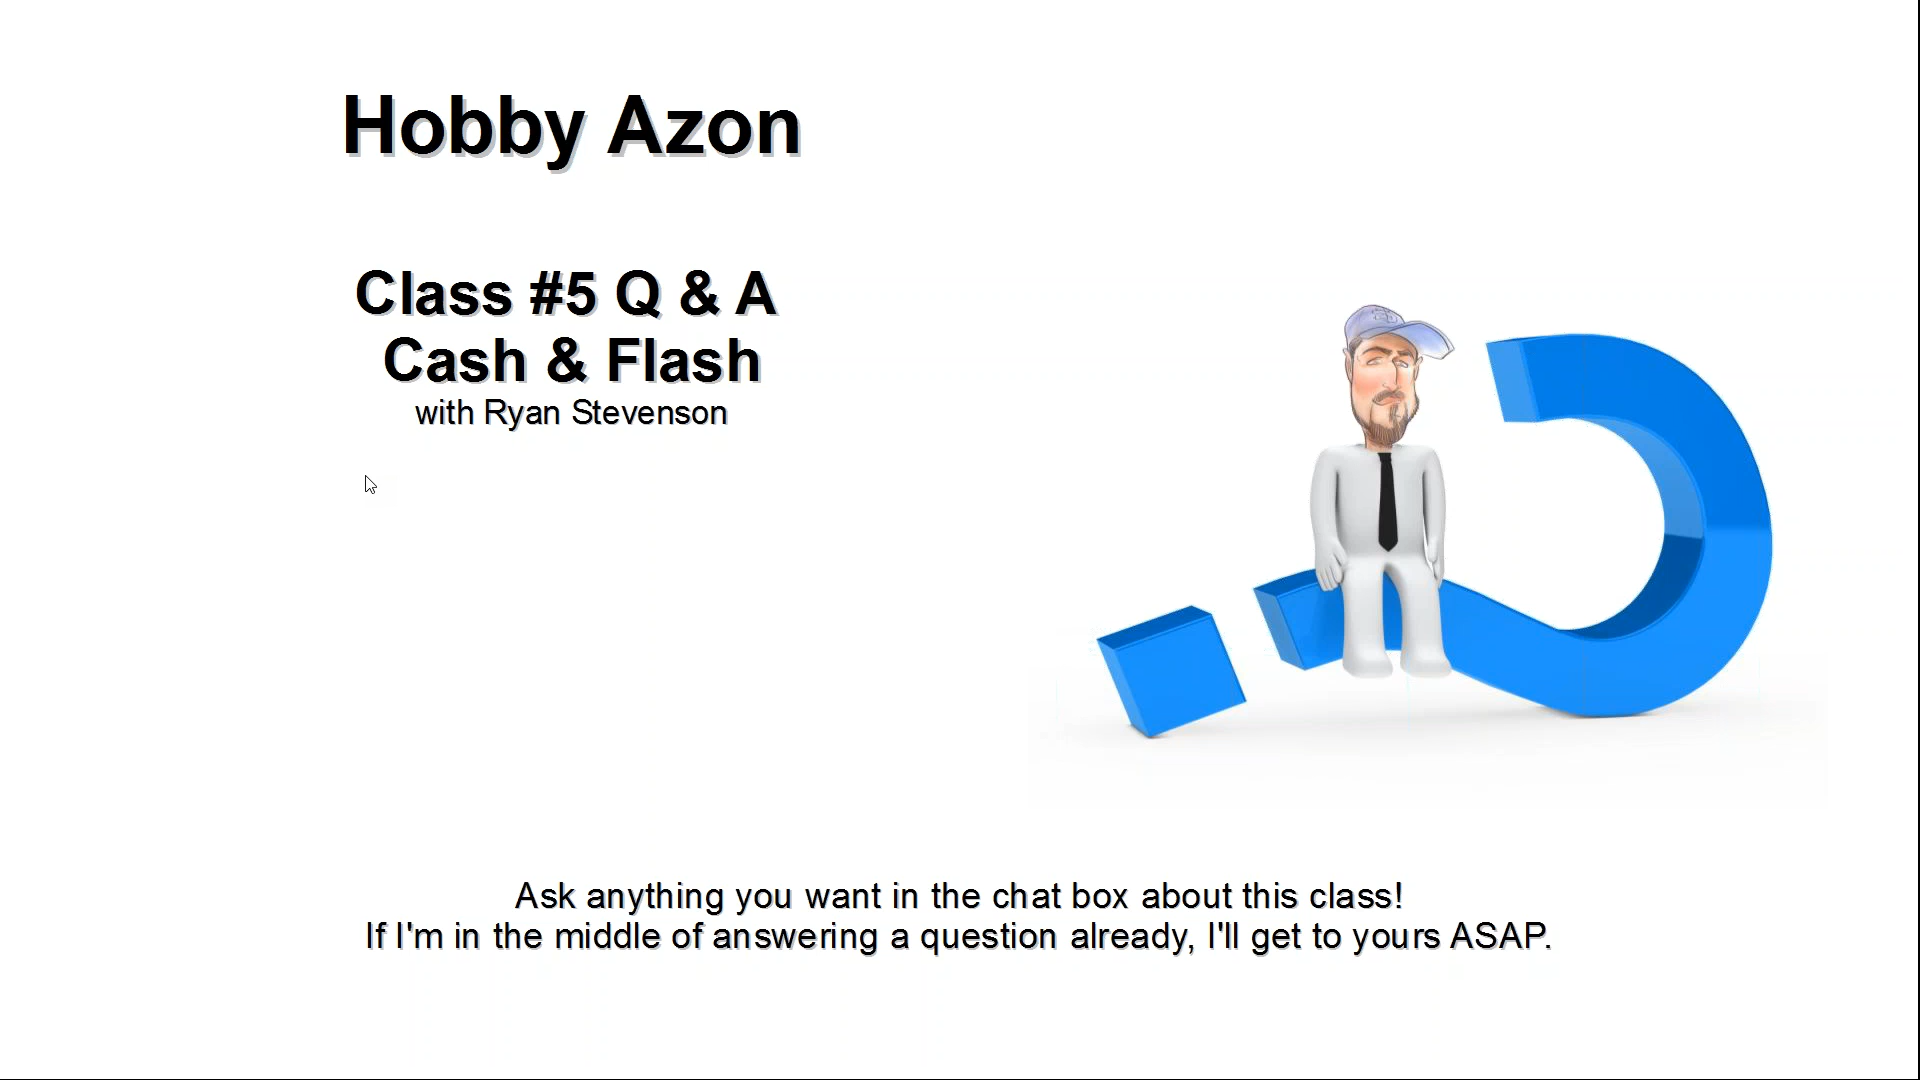 Hobby Azon
Class #5 Q & A
Cash & Flash
with Ryan Stevenson
Ask anything you want in the chat box about this class!
If I'm in the middle of answering a question already, I'll get to yours ASAP.